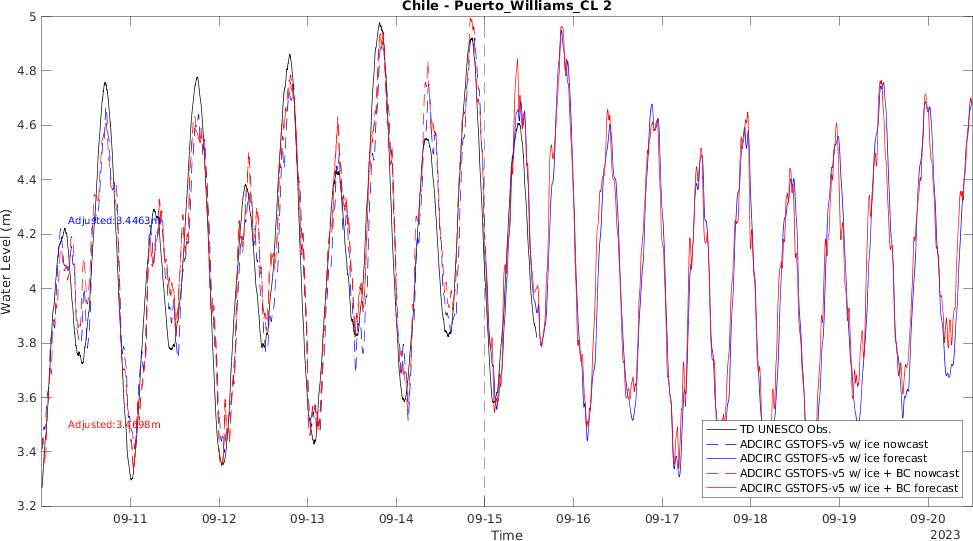 Chile - Puerto_Williams_CL 2
Water Level (m)
5
4.8
4.6
4.4
4.2
4
3.8
3.6
3.4
3.2
Adjusted:3.4463m
Adjusted:3.4698m
TD UNESCO Obs.
ADCIRC GSTOFS-v5 w/ ice nowcast
ADCIRC GSTOFS-v5 w/ ice forecast
ADCIRC GSTOFS-v5 w/ ice + BC nowcast
ADCIRC GSTOFS-v5 w/ ice + BC forecast
09-11 09-12 09-13 09-14 09-15 09-16 09-17 09-18 09-19 09-20
2023
Time